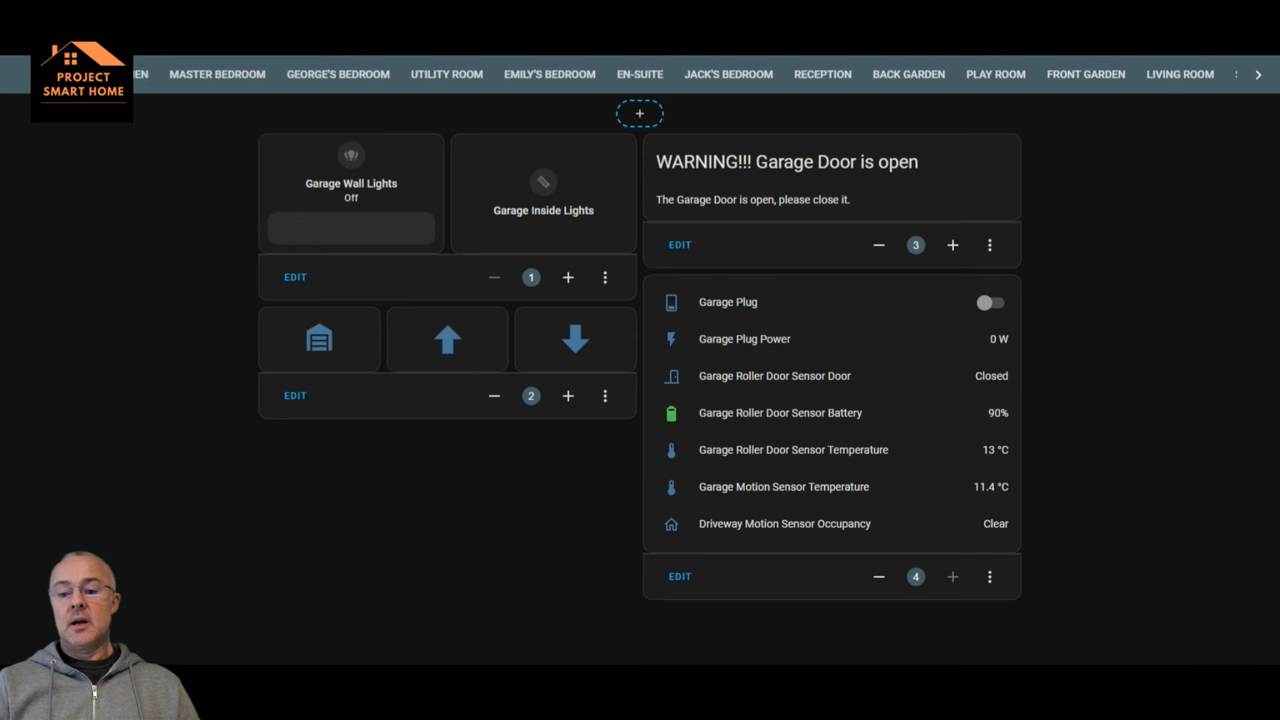 PROJECT
SMART HOME
EN
MASTER BEDROOM
GEORGE'S BEDROOM
UTILITY ROOM
EMILY'S BEDROOM
EN-SUITE
JACK'S BEDROOM
RECEPTION
BACK GARDEN
PLAY ROOM
FRONT GARDEN
LIVING ROOM
+
Garage Wall Lights
Off
Garage Inside Lights
EDIT
1
EDIT
2
WARNING!!! Garage Door is open
The Garage Door is open, please close it.
EDIT
3
Garage Plug
Garage Plug Power 0 W
Garage Roller Door Sensor Door Closed
Garage Roller Door Sensor Battery 90%
Garage Roller Door Sensor Temperature 13 °C
Garage Motion Sensor Temperature 11.4 °C
Driveway Motion Sensor Occupancy Clear
EDIT
4